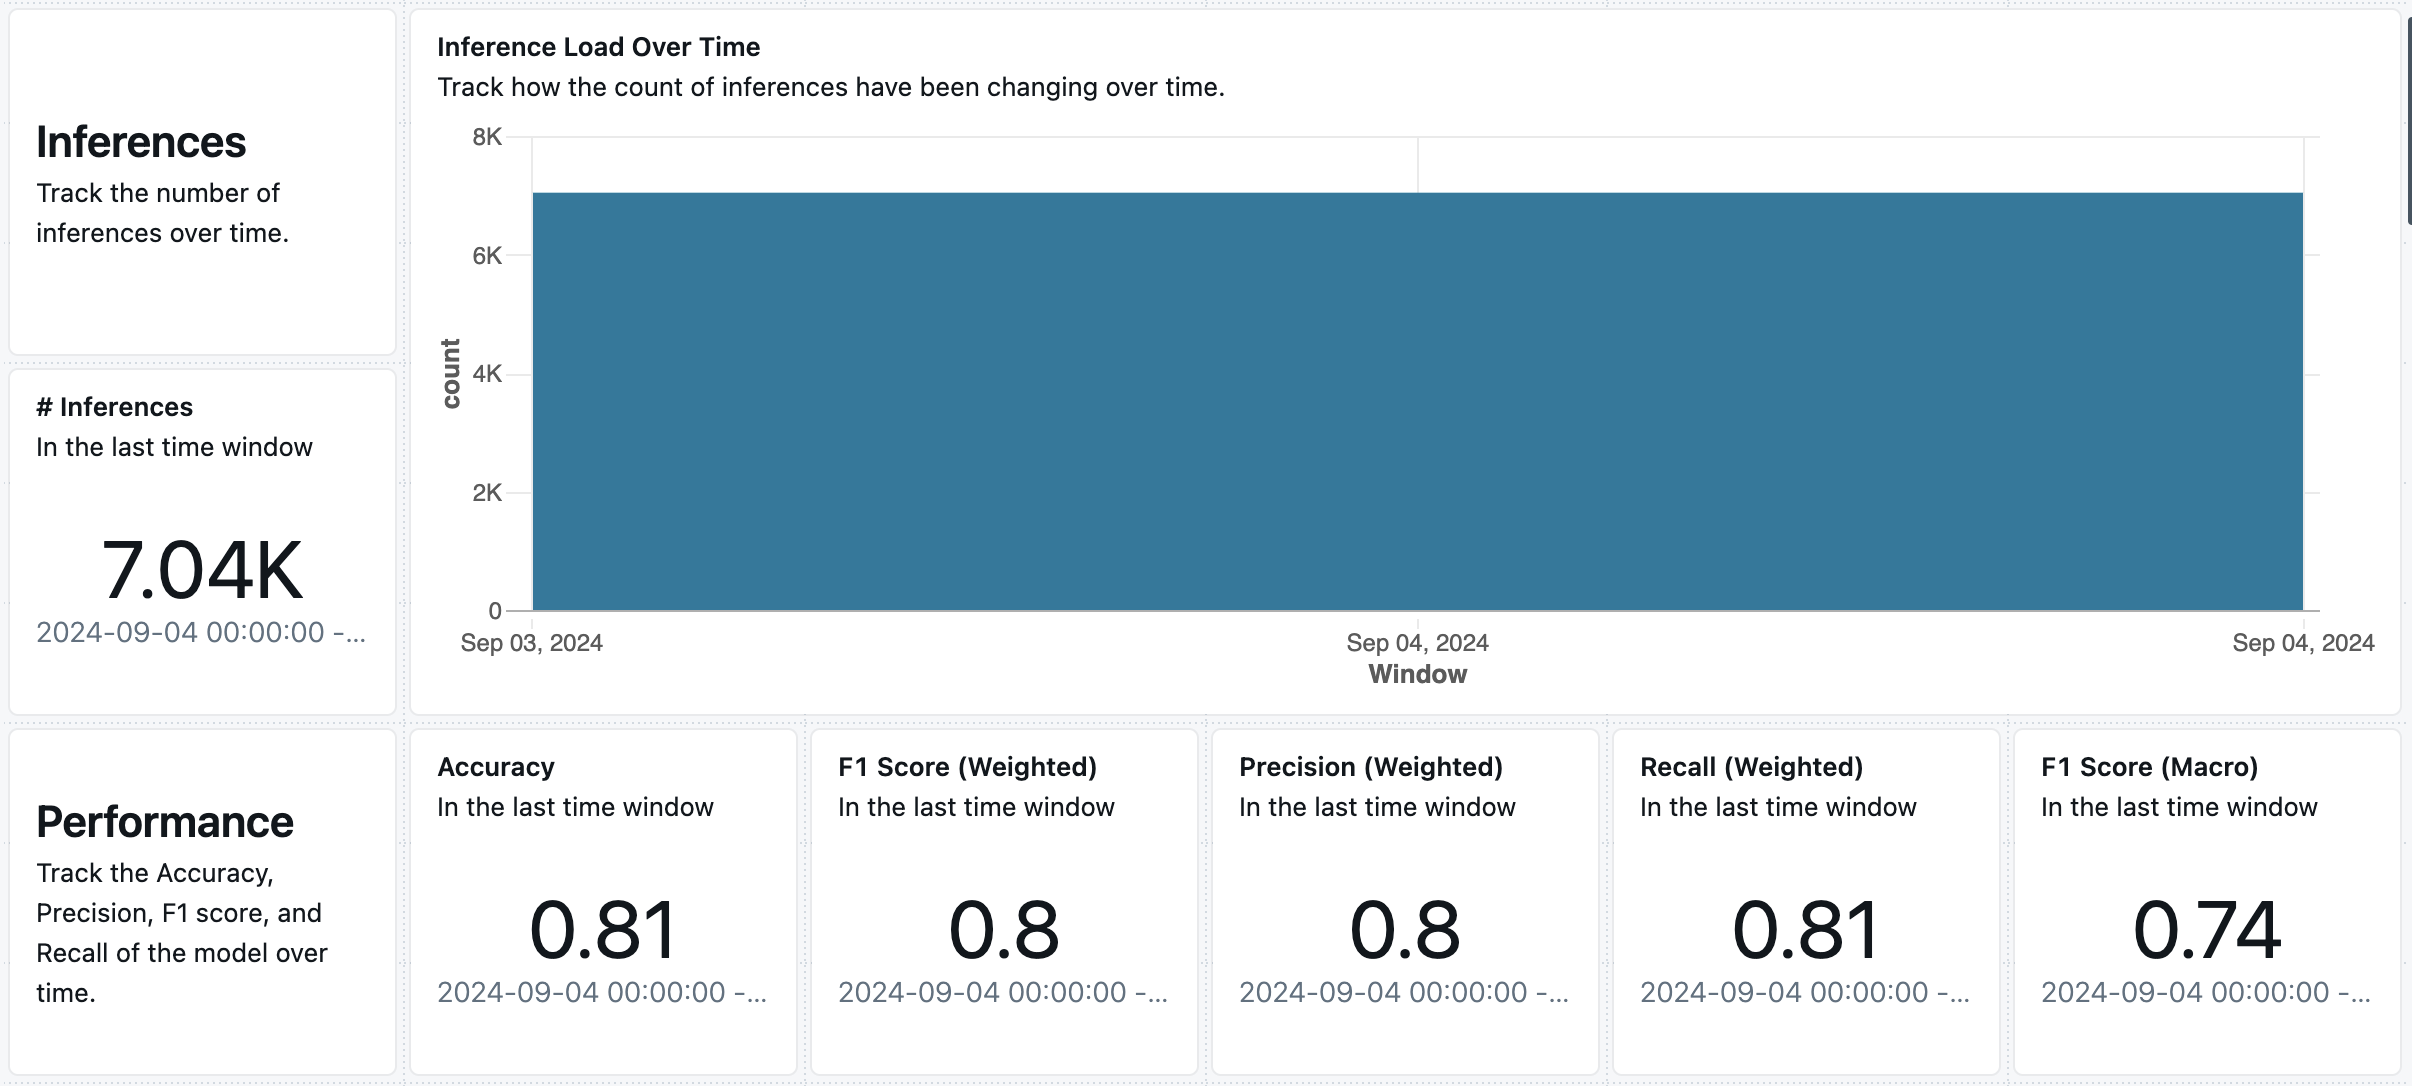 Inferences
Track the number of
inferences over time.
Inference Load Over Time
Track how the count of inferences have been changing over time.
8K
6K
4K
2K
0
count
Sep 03, 2024
Sep 04, 2024
Sep 04, 2024
Window
# Inferences
In the last time window
7.04K
2024-09-04 00:00:00 -...
Performance
Track the Accuracy,
Precision, F1 score, and
Recall of the model over
time.
Accuracy
In the last time window
0.81
2024-09-04 00:00:00 -...
F1 Score (Weighted)
In the last time window
0.8
2024-09-04 00:00:00 -...
Precision (Weighted)
In the last time window
0.8
2024-09-04 00:00:00 -...
Recall (Weighted)
In the last time window
0.81
2024-09-04 00:00:00 -...
F1 Score (Macro)
In the last time window
0.74
2024-09-04 00:00:00 -...